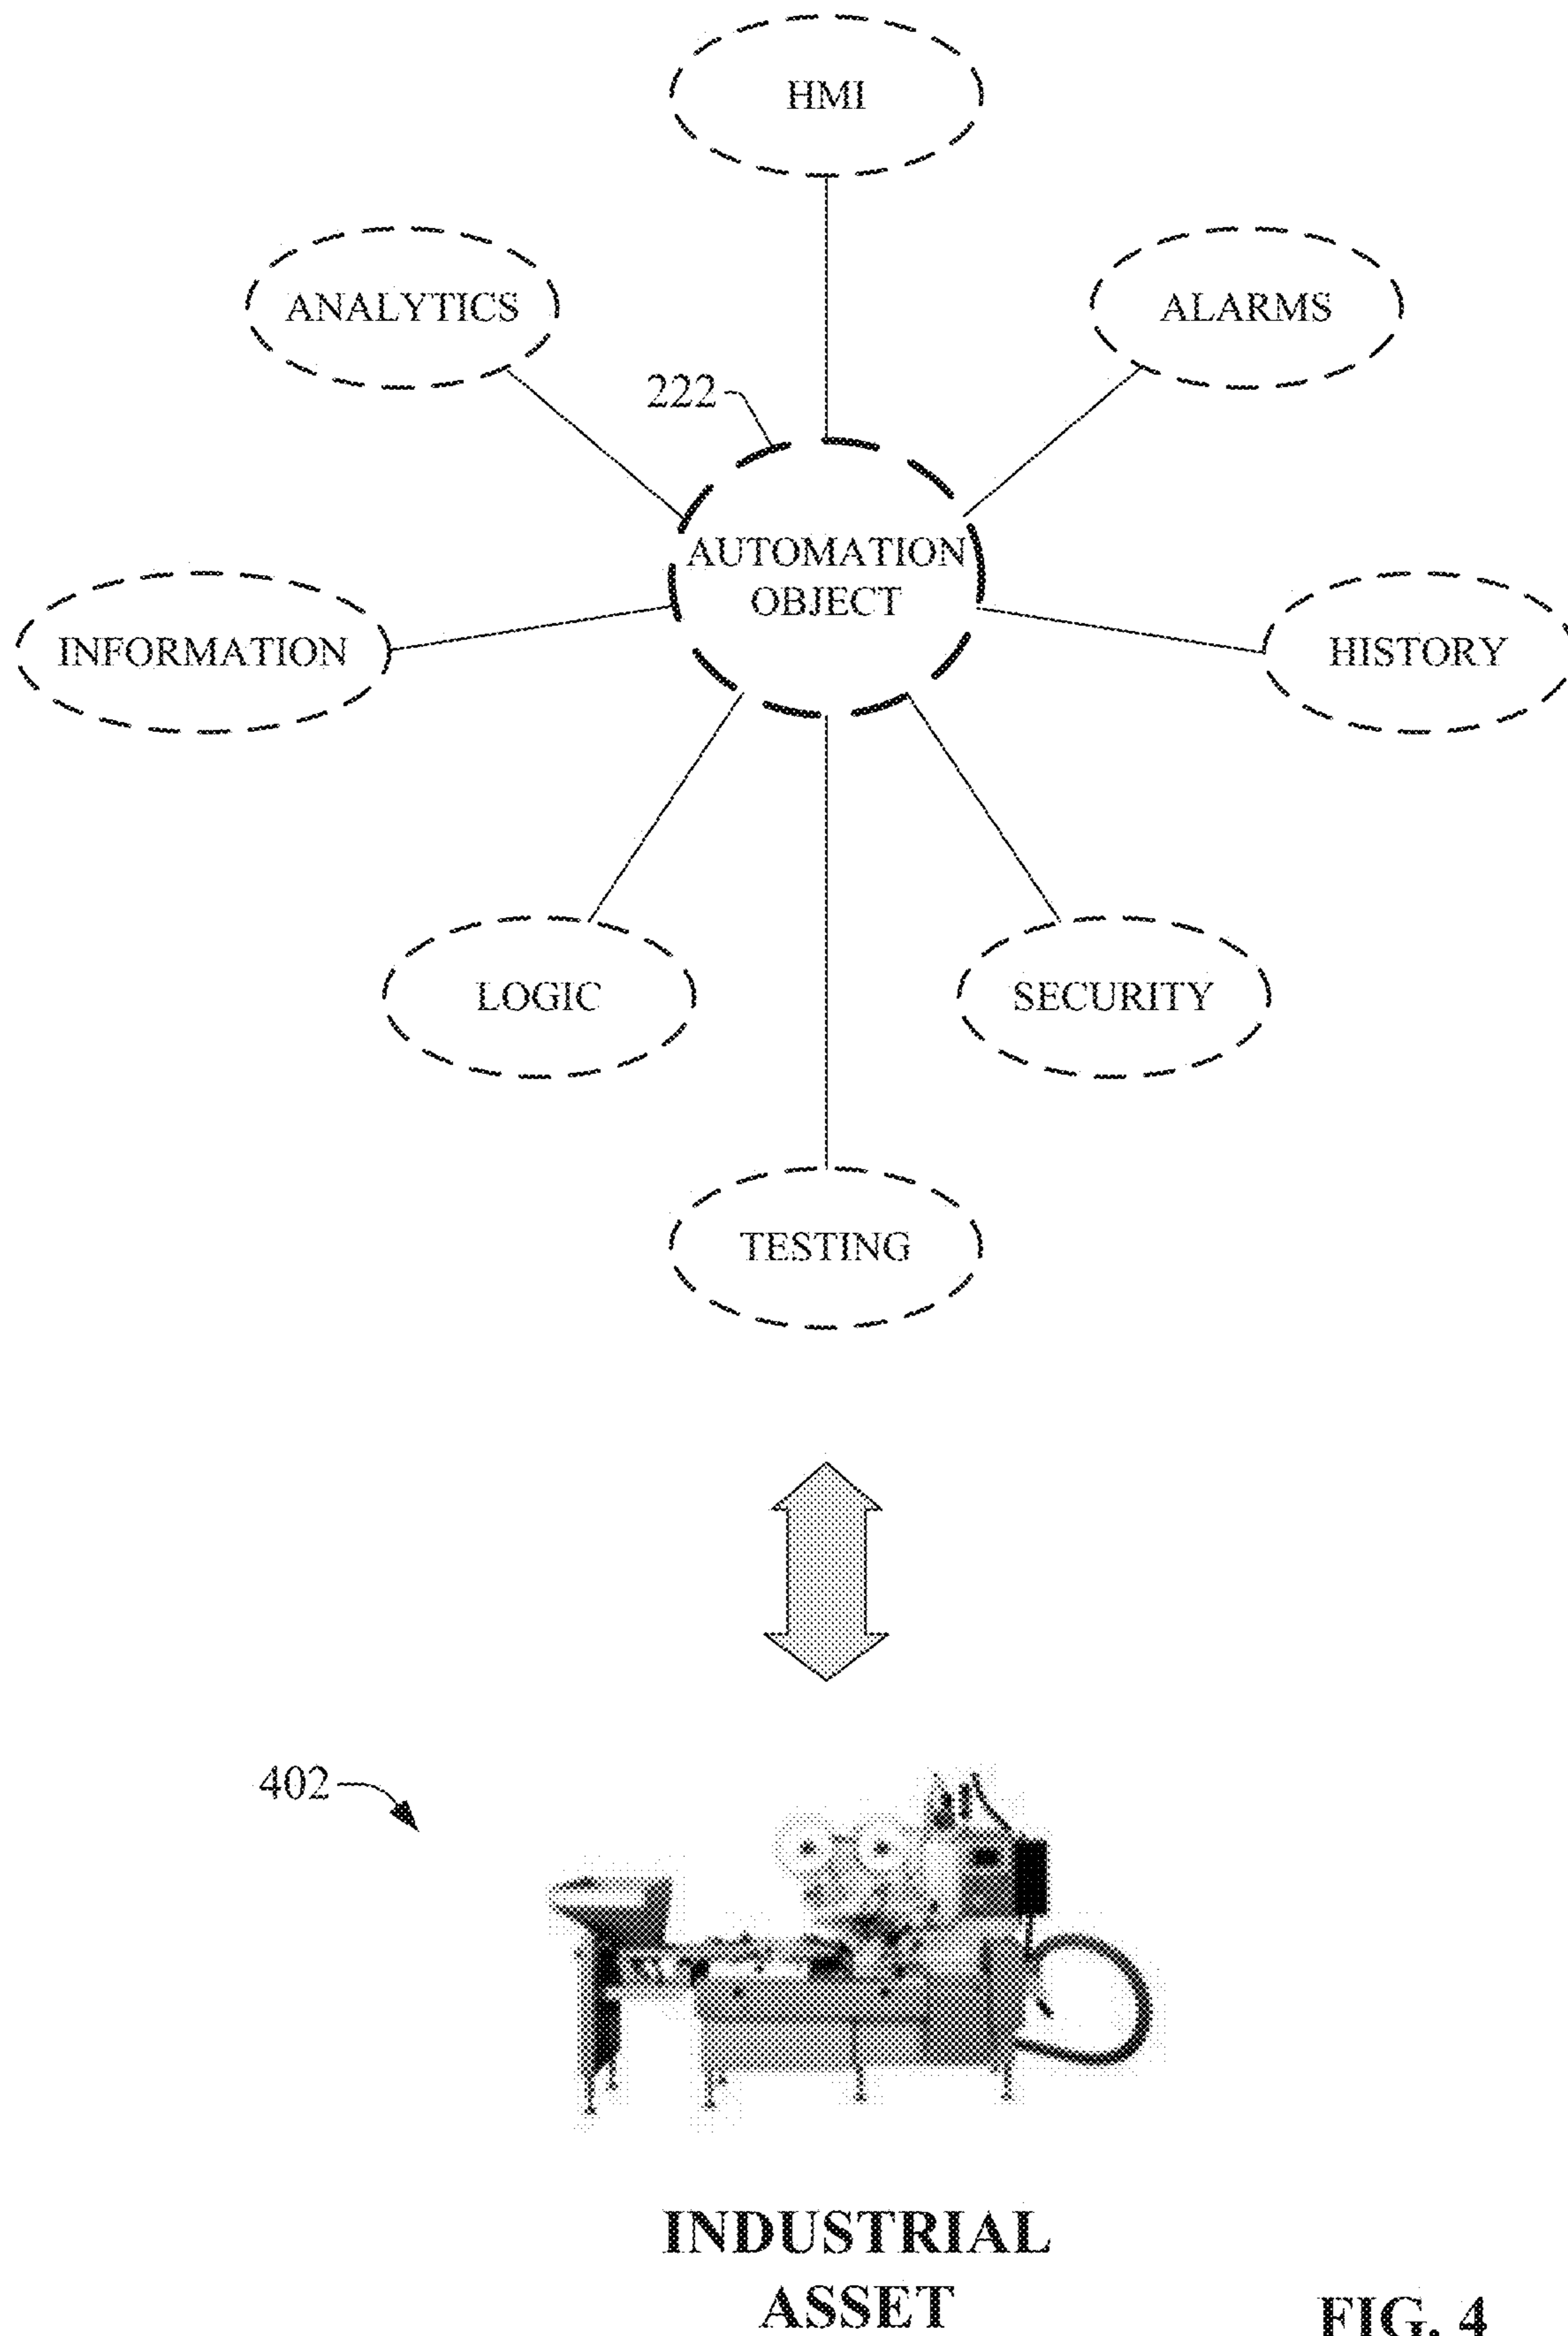 HMI
ANALYTICS
ALARMS
222
AUTOMATION
OBJECT
INFORMATION
HISTORY
LOGIC
SECURITY
TESTING
402
INDUSTRIAL
ASSET
FIG. 4